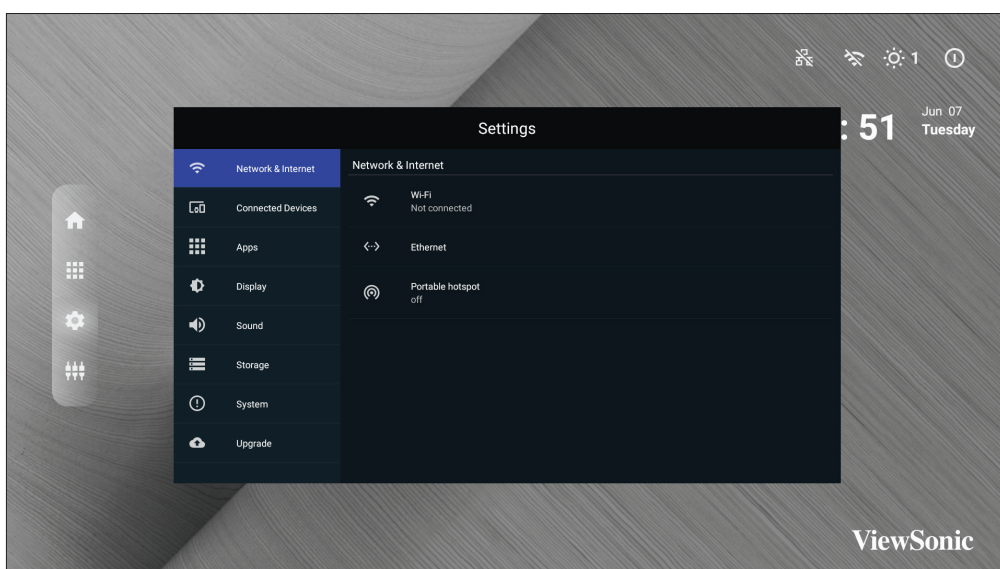 1
Jun 07
: 51
Tuesday
Settings
Network & Internet
Connected Devices
Apps
Display
Sound
Storage
System
Upgrade
Network & Internet
Wi-Fi
Not connected
Ethernet
Portable hotspot
off
ViewSonic